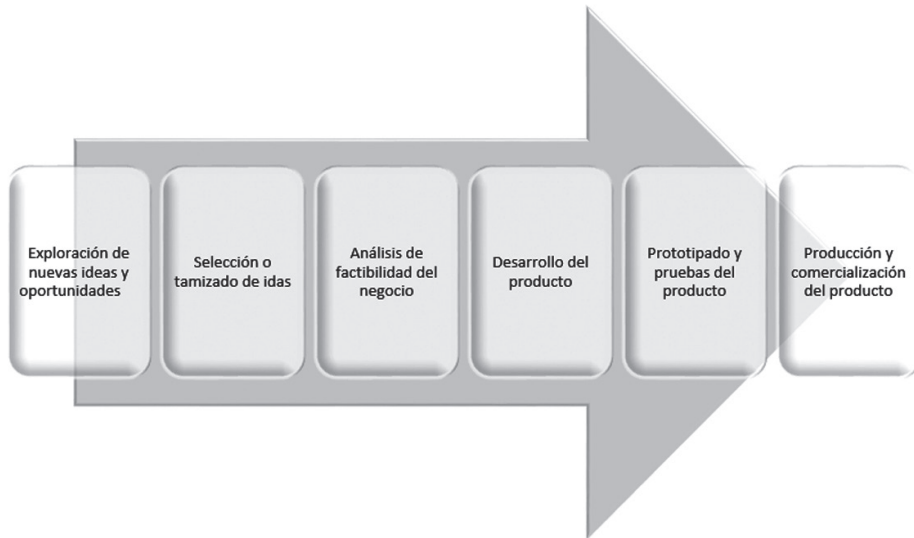 Exploración de
nuevas ideas y
oportunidades
Selección o
tamizado de idas
Análisis de
factibilidad del
negocio
Desarrollo del
producto
Prototipado y
pruebas del
producto
Producción y
comercialización
del producto